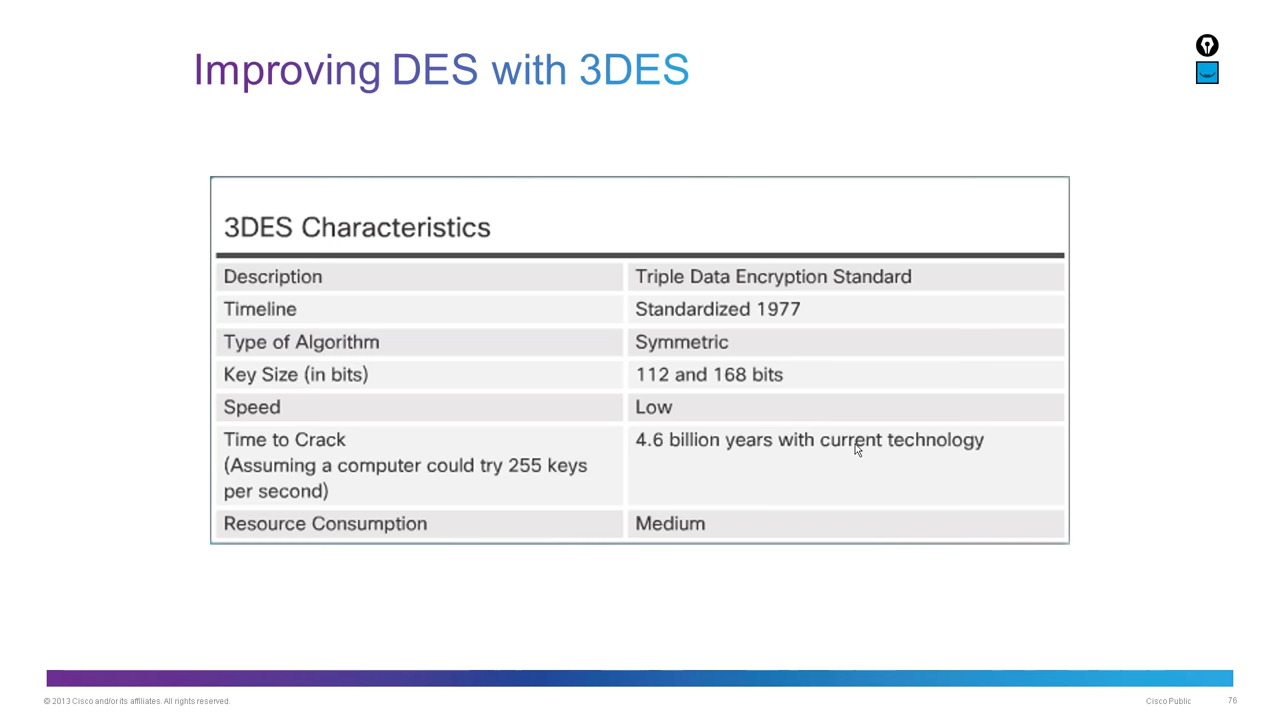 Improving DES with 3DES
3DES Characteristics
Description Triple Data Encryption Standard
Timeline Standardized 1977
Type of Algorithm Symmetric
Key Size (in bits) 112 and 168 bits
Speed Low
Time to Crack 4.6 billion years with current technology
(Assuming a computer could try 255 keys
per second)
Resource Consumption Medium
© 2013 Cisco and/or its affiliates. All rights reserved. Cisco Public 76